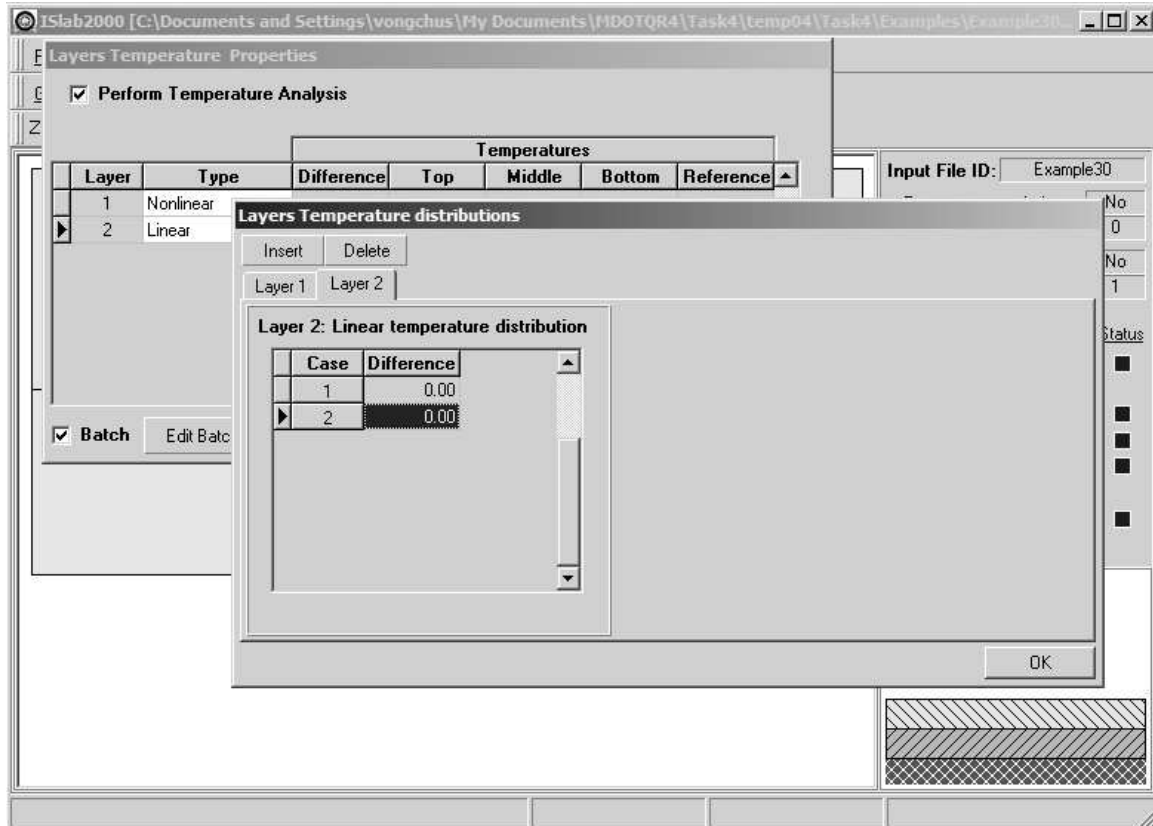 ISlab2000 [C:\Documents and Settings\vongchus\My Documents\MDOTQR4\Task4\temp04\Task4\Examples\Example30...
F
Layers Temperature Properties
G
Perform Temperature Analysis
Z
Temperatures
Layer Type Difference Top Middle Bottom Reference
1 Nonlinear
2 Linear
Batch
Edit Batc
Input File ID: Example30
No
0
No
1
Status
Layers Temperature distributions
Insert Delete
Layer 1 Layer 2
Layer 2: Linear temperature distribution
Case Difference
1 0.00
2 0.00
OK